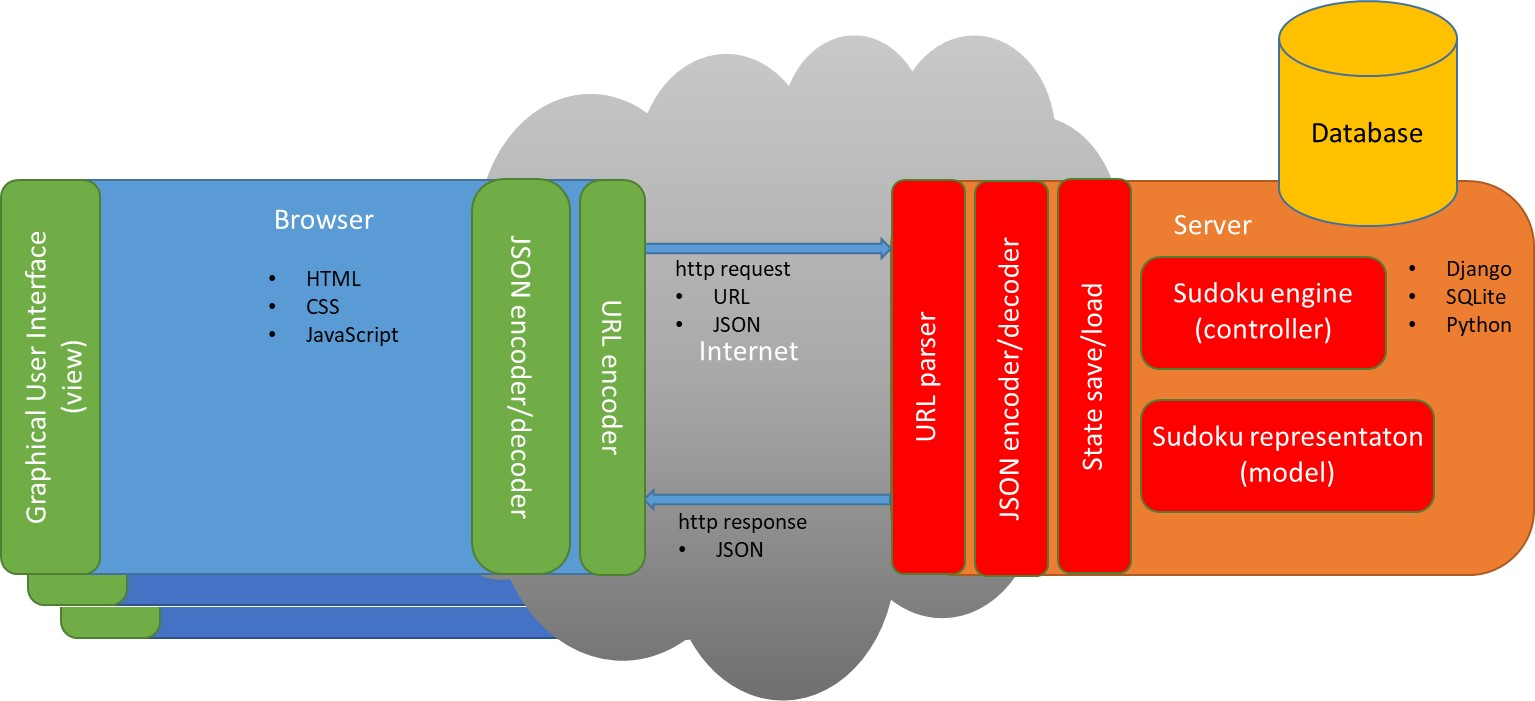 Graphical User Interface
(view)
Browser
• HTML
• CSS
• JavaScript
JSON encoder/decoder
URL encoder
http request
• URL
• JSON
Internet
http response
• JSON
URL parser
JSON encoder/decoder
State save/load
Database
Server
Sudoku engine
(controller)
• Django
• SQLite
• Python
Sudoku representaton
(model)